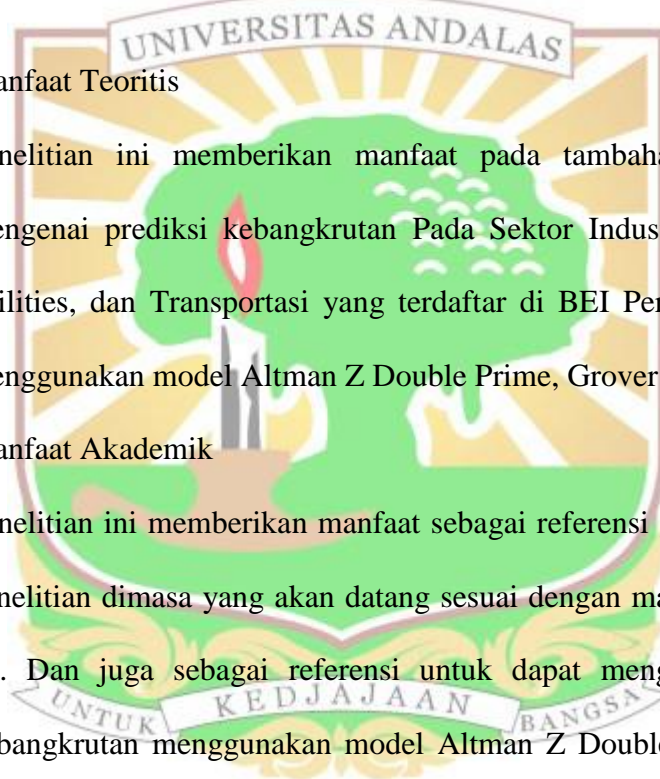 UNIVERSITAS ANDALAS
anfaat Teoritis
nelitian ini memberikan manfaat pada tambaha
engenai prediksi kebangkrutan Pada Sektor Indus
ilities, dan Transportasi yang terdaftar di BEI Per
enggunakan model Altman Z Double Prime, Grover
anfaat Akademik
nelitian ini memberikan manfaat sebagai referensi
nelitian dimasa yang akan datang sesuai dengan ma
. Dan juga sebagai referensi untuk dapat meng
UNTUK KEDJAJAAN BANGSA
bangkrutan menggunakan model Altman Z Double